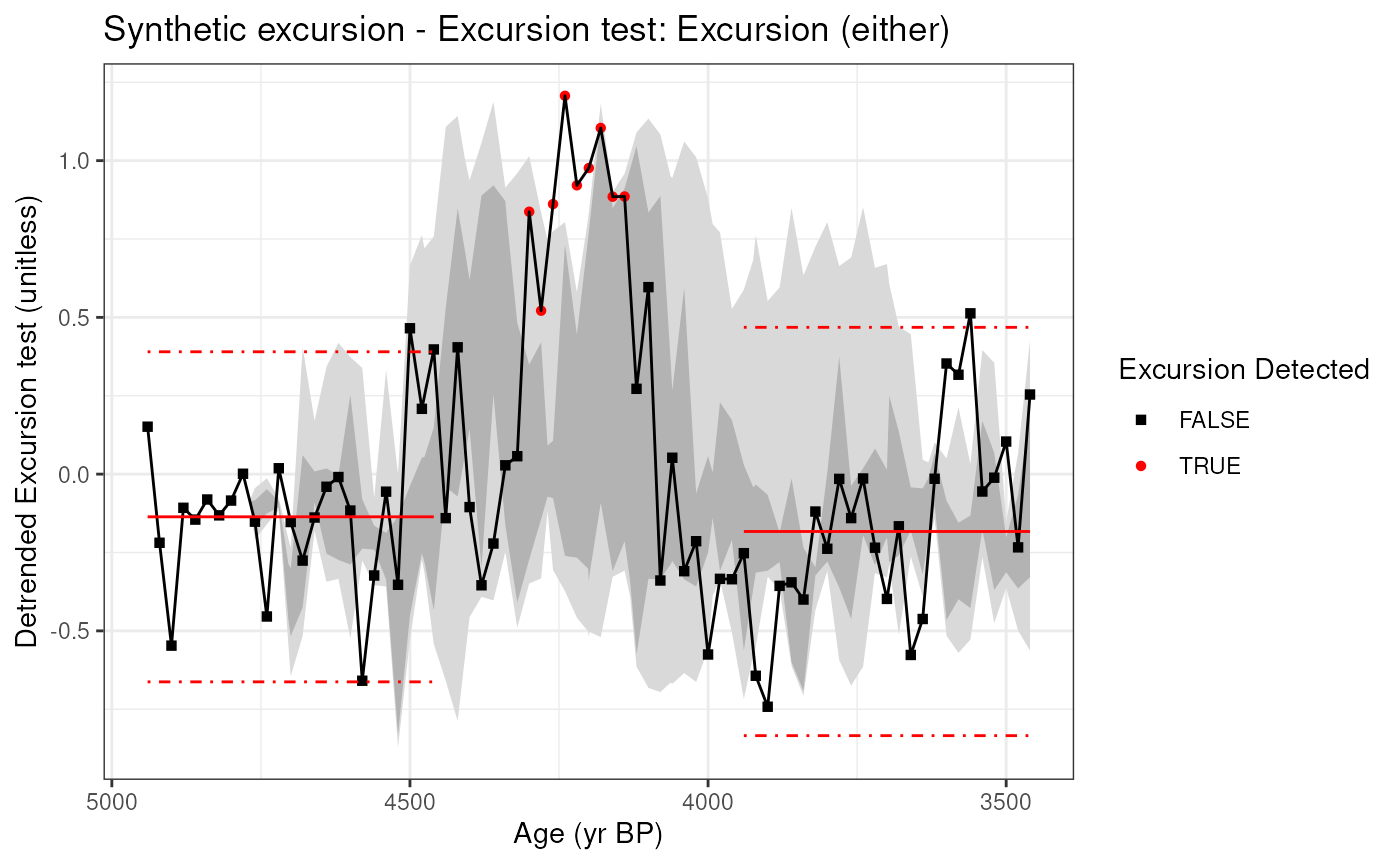 Synthetic excursion - Excursion test: Excursion (either)
Detrended Excursion test (unitless)
1.0
0.5
0.0
-0.5
5000
4500
4000
3500
Age (yr BP)
Excursion Detected
FALSE
TRUE